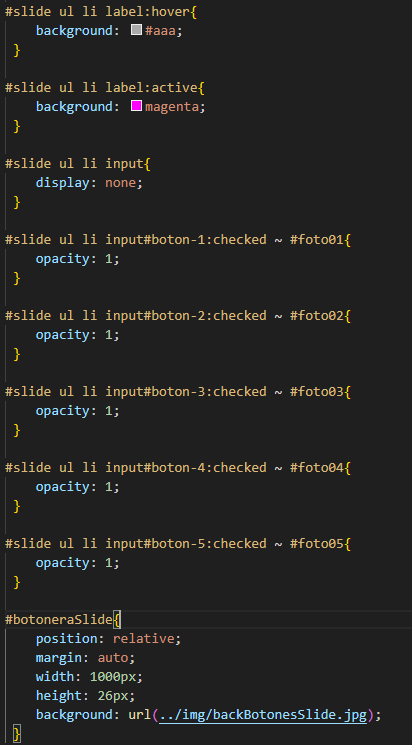 #slide ul li label:hover{
    background: #aaa;
}
#slide ul li label:active{
    background: magenta;
}
#slide ul li input{
    display: none;
}
#slide ul li input#boton-1:checked ~ #foto01{
    opacity: 1;
}
#slide ul li input#boton-2:checked ~ #foto02{
    opacity: 1;
}
#slide ul li input#boton-3:checked ~ #foto03{
    opacity: 1;
}
#slide ul li input#boton-4:checked ~ #foto04{
    opacity: 1;
}
#slide ul li input#boton-5:checked ~ #foto05{
    opacity: 1;
}
#botoneraSlide{
    position: relative;
    margin: auto;
    width: 1000px;
    height: 26px;
    background: url(../img/backBotonesSlide.jpg);
}